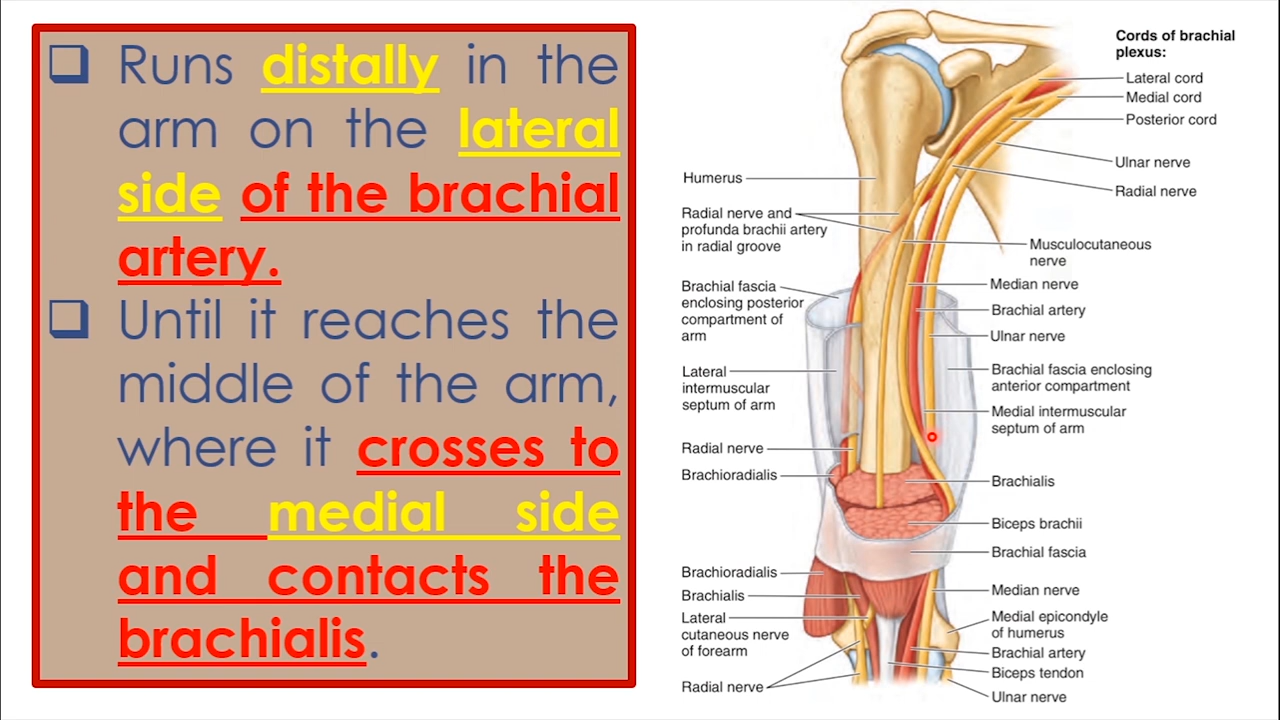 ❑ Runs distally in the
arm on the lateral
side of the brachial
artery.
❑ Until it reaches the
middle of the arm,
where it crosses to
the medial side
and contacts the
brachialis.
Cords of brachial
plexus:
Lateral cord
Medial cord
Posterior cord
Ulnar nerve
Radial nerve
Musculocutaneous
nerve
Median nerve
Brachial artery
Ulnar nerve
Brachial fascia enclosing
anterior compartment
Medial intermuscular
septum of arm
Brachialis
Biceps brachii
Brachial fascia
Median nerve
Medial epicondyle
of humerus
Brachial artery
Biceps tendon
Ulnar nerve
Humerus
Radial nerve and
profunda brachii artery
in radial groove
Brachial fascia
enclosing posterior
compartment of
arm
Lateral
intermuscular
septum of arm
Radial nerve
Brachioradialis
Brachioradialis
Brachialis
Lateral
cutaneous nerve
of forearm
Radial nerve